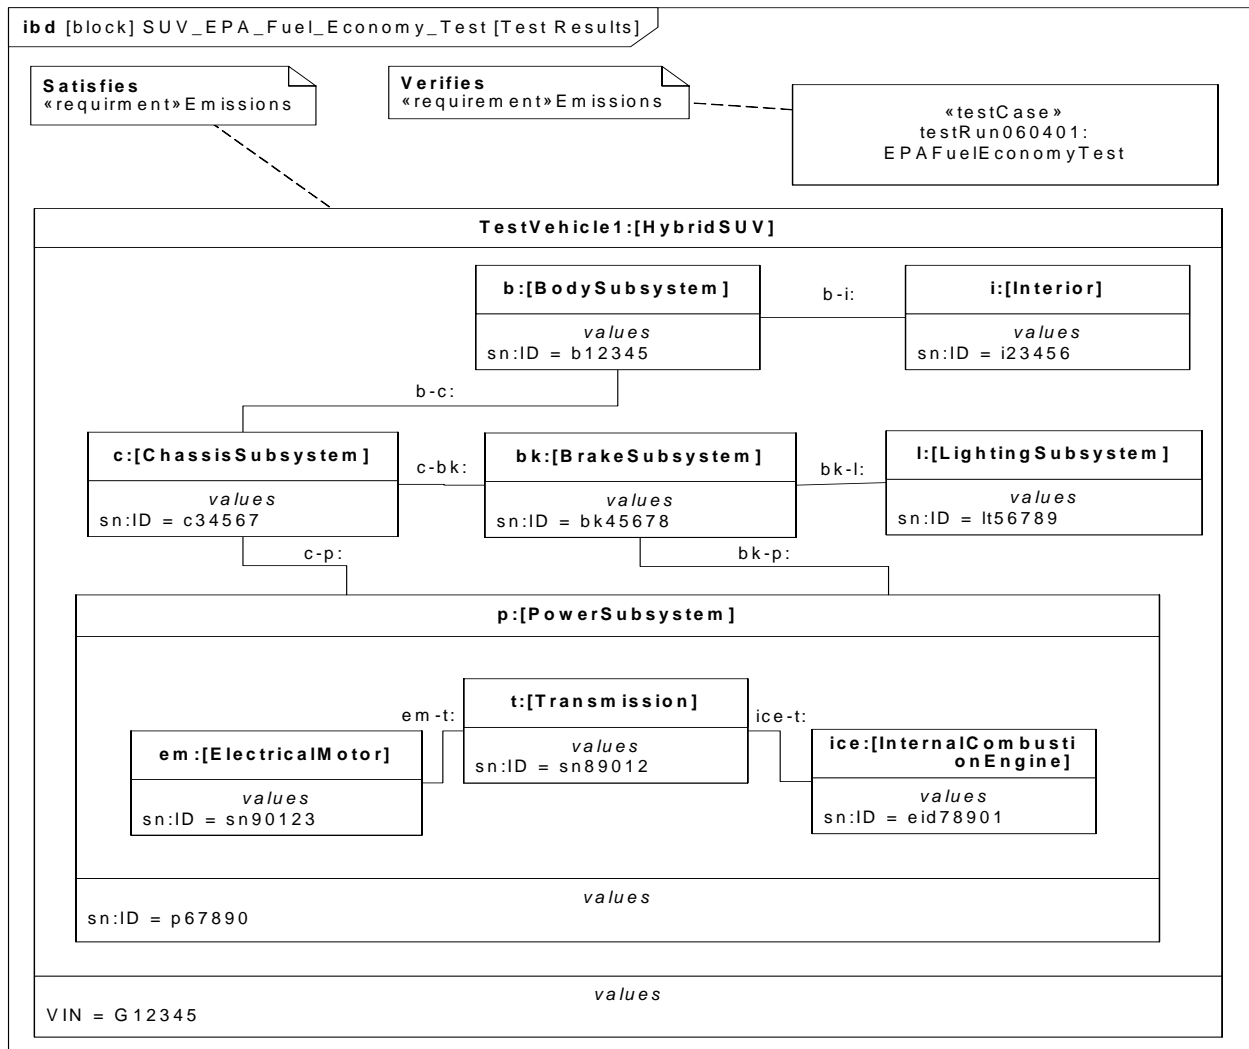 ibd [block] SUV_EPA_Fuel_Economy_Test [Test Results]
Satisfies
«requirment»Emissions
Verifies
«requirement»Emissions
«testCase»
testRun060401:
EPAFuelEconomyTest
TestVehicle1:[HybridSUV]
b:[BodySubsystem]
values
sn:ID = b12345
b-i:
i:[Interior]
values
sn:ID = i23456
b-c:
c:[ChassisSubsystem]
values
sn:ID = c34567
c-bk:
bk:[BrakeSubsystem]
values
sn:ID = bk45678
bk-l:
l:[LightingSubsystem]
values
sn:ID = lt56789
c-p:
bk-p:
p:[PowerSubsystem]
em-t:
t:[Transmission]
values
sn:ID = sn89012
ice-t:
em:[ElectricalMotor]
values
sn:ID = sn90123
ice:[InternalCombusti
onEngine]
values
sn:ID = eid78901
values
sn:ID = p67890
values
VIN = G12345